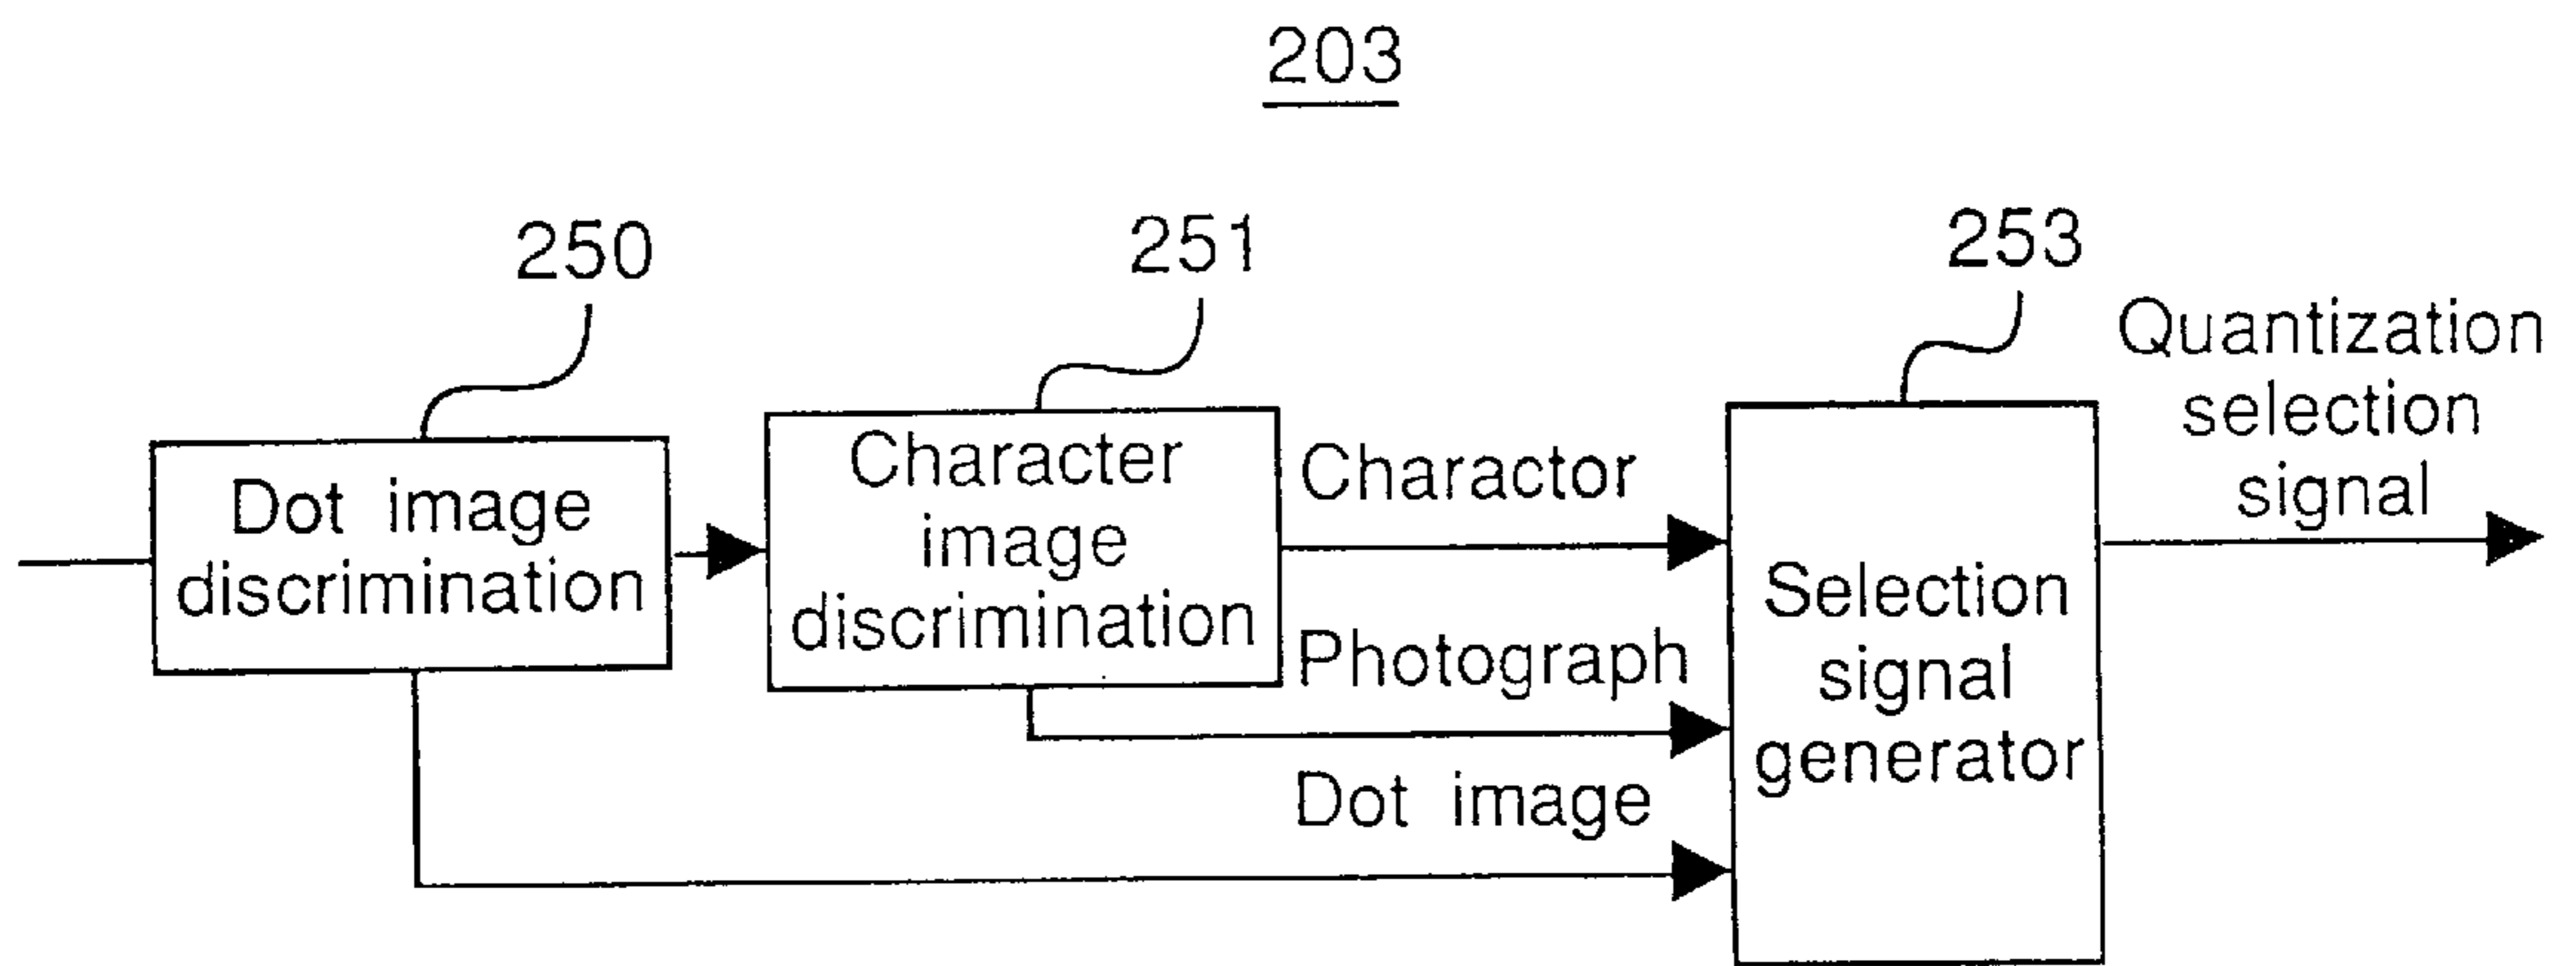 203
250
251
253
Quantization
selection
signal
Dot image
discrimination
Character
image
discrimination
Charactor
Photograph
Dot image
Selection
signal
generator